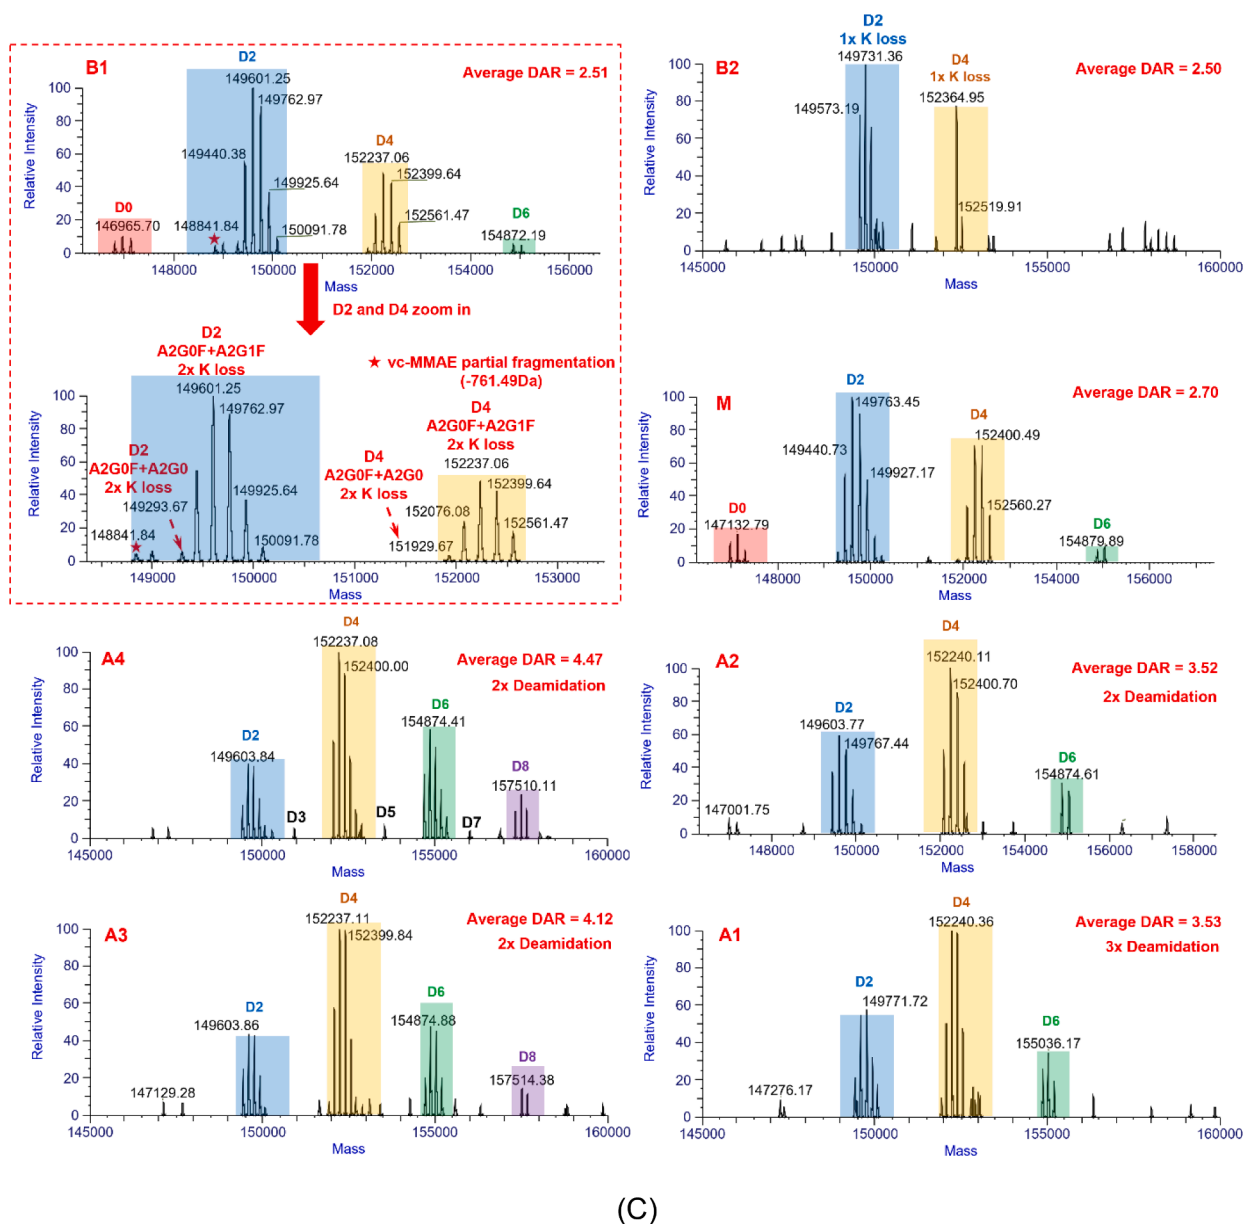 B1
D2
149601.25
Average DAR = 2.51
149762.97
149440.38
149925.64
150091.78
D4
152237.06
152399.64
152561.47
D0
146965.70
148841.84
D6
154872.19
Relative Intensity
100
80
60
40
20
0
148000 150000 152000 154000 156000
Mass
D2 and D4 zoom in
D2
A2G0F+A2G1F
2x K loss
149601.25
149762.97
vc-MMAE partial fragmentation
(-761.49Da)
D4
A2G0F+A2G1F
2x K loss
152237.06
152399.64
152076.08
152561.47
D2
A2G0F+A2G0
2x K loss
149293.67
148841.84
149925.64
150091.78
D4
A2G0F+A2G0
2x K loss
151929.67
Relative Intensity
100
80
60
40
20
0
149000 150000 151000 152000 153000
Mass
B2
D2
1x K loss
149731.36
149573.19
D4
1x K loss
152364.95
152519.91
Average DAR = 2.50
Relative Intensity
100
80
60
40
20
0
145000 150000 155000 160000
Mass
M
D2
149763.45
149440.73
149927.17
D4
152400.49
152560.27
Average DAR = 2.70
D0
147132.79
D6
154879.89
Relative Intensity
100
80
60
40
20
0
148000 150000 152000 154000 156000
Mass
A4
D4
152237.08
152400.00
Average DAR = 4.47
2x Deamidation
D2
149603.84
D6
154874.41
D8
157510.11
D3
D5
D7
Relative Intensity
100
80
60
40
20
0
145000 150000 155000 160000
Mass
A2
D4
152240.11
152400.70
Average DAR = 3.52
2x Deamidation
D2
149603.77
149767.44
D6
154874.61
147001.75
Relative Intensity
100
80
60
40
20
0
148000 150000 152000 154000 156000 158000
Mass
A3
D4
152237.11
152399.84
Average DAR = 4.12
2x Deamidation
D2
149603.86
D6
154874.88
D8
157514.38
147129.28
Relative Intensity
100
80
60
40
20
0
145000 150000 155000 160000
Mass
A1
D4
152240.36
Average DAR = 3.53
3x Deamidation
D2
149771.72
D6
155036.17
147276.17
Relative Intensity
100
80
60
40
20
0
145000 150000 155000 160000
Mass
(C)